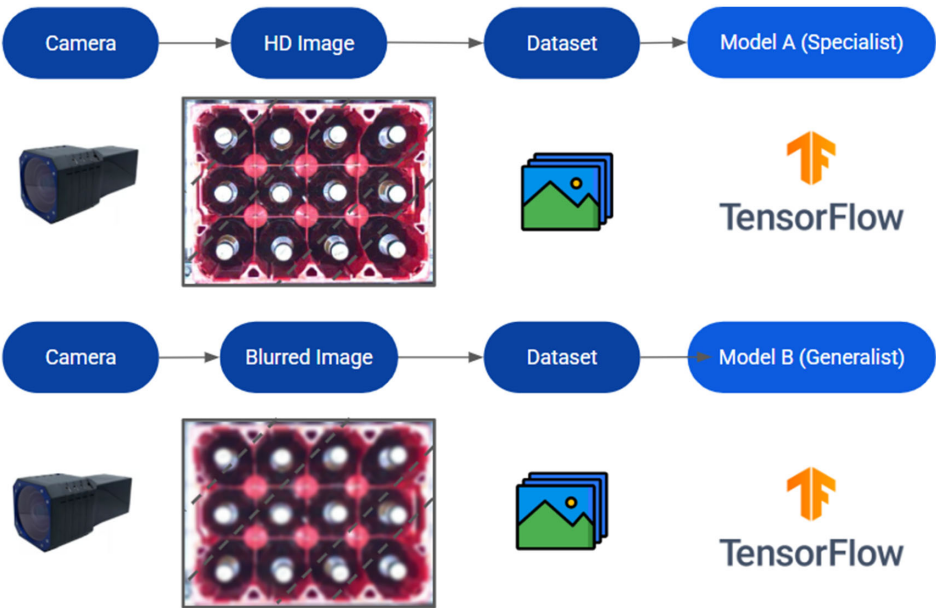 Camera
HD Image
Dataset
Model A (Specialist)
TensorFlow
Camera
Blurred Image
Dataset
Model B (Generalist)
TensorFlow